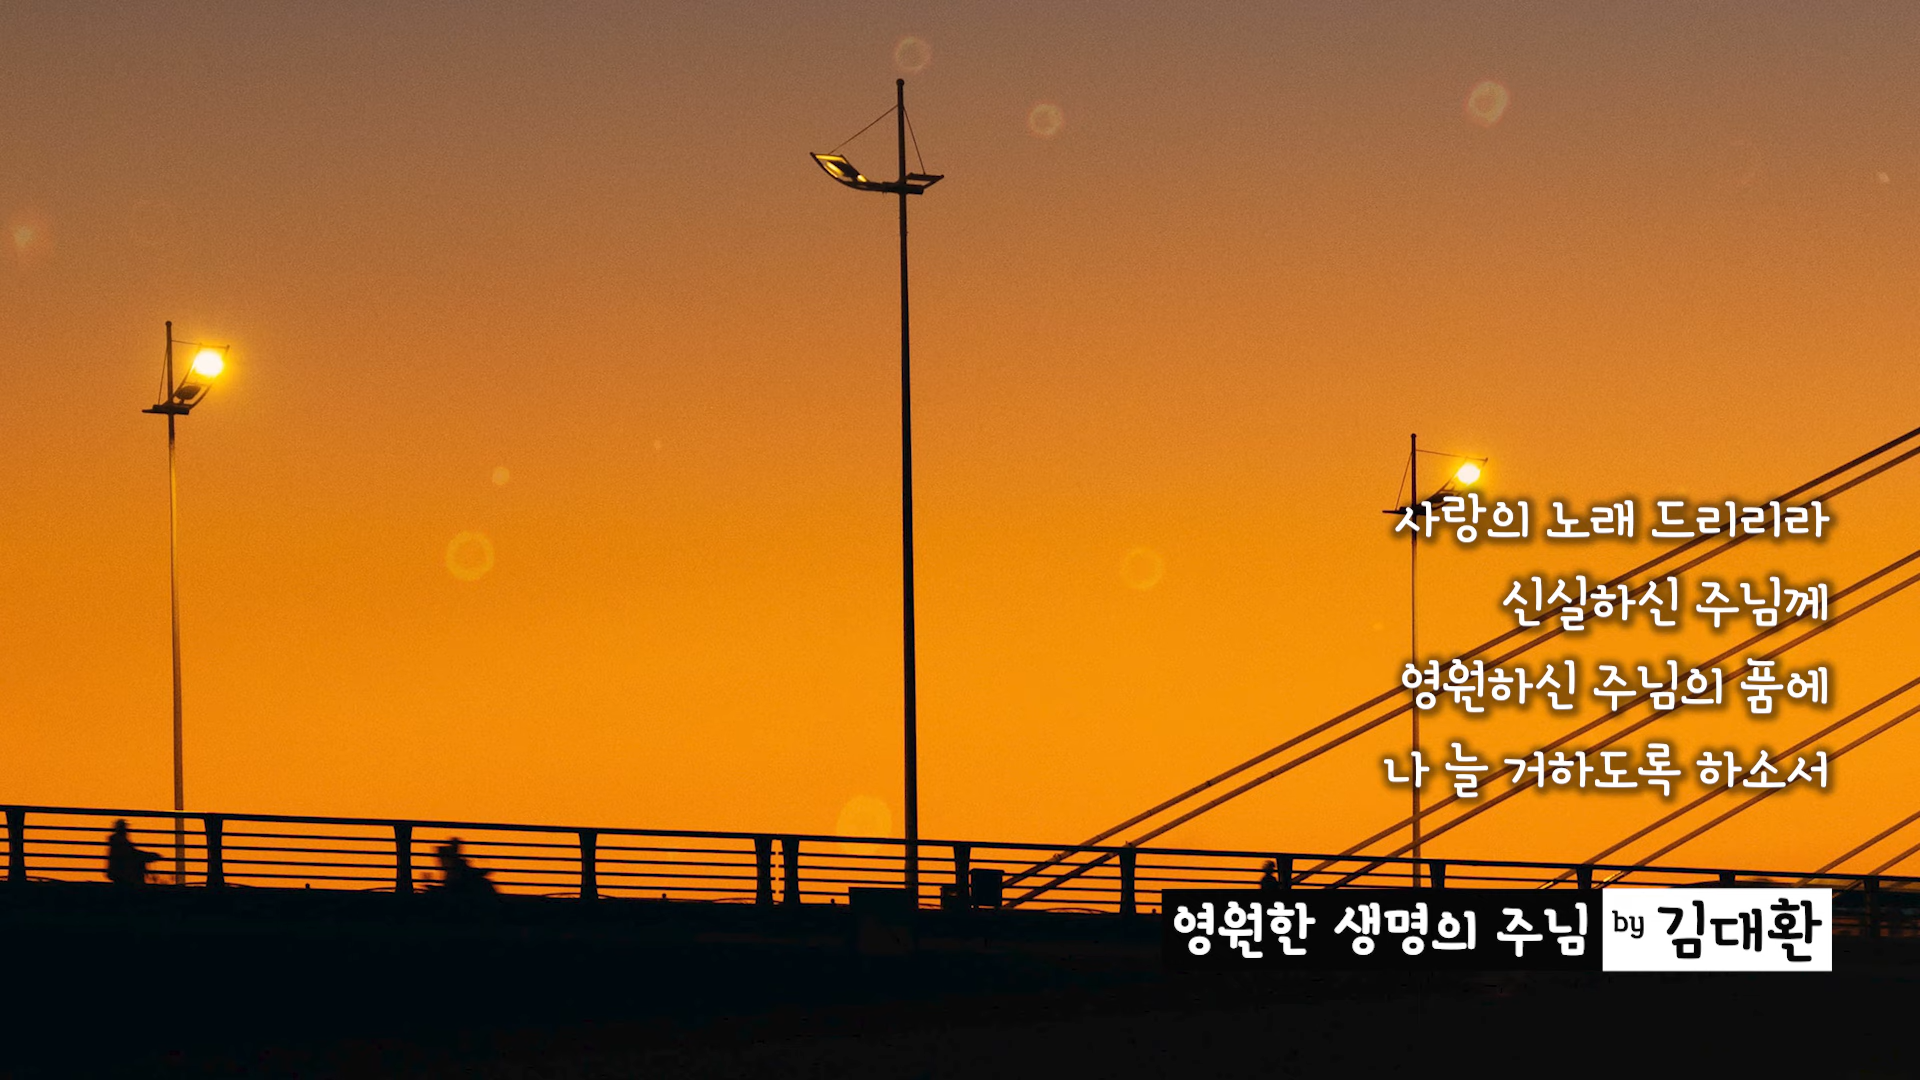 사랑의 노래 드리리라
신실하신 주님께
영원하신 주님의 품에
나 늘 거하도록 하소서
영원한 생명의 주님 by 김대환